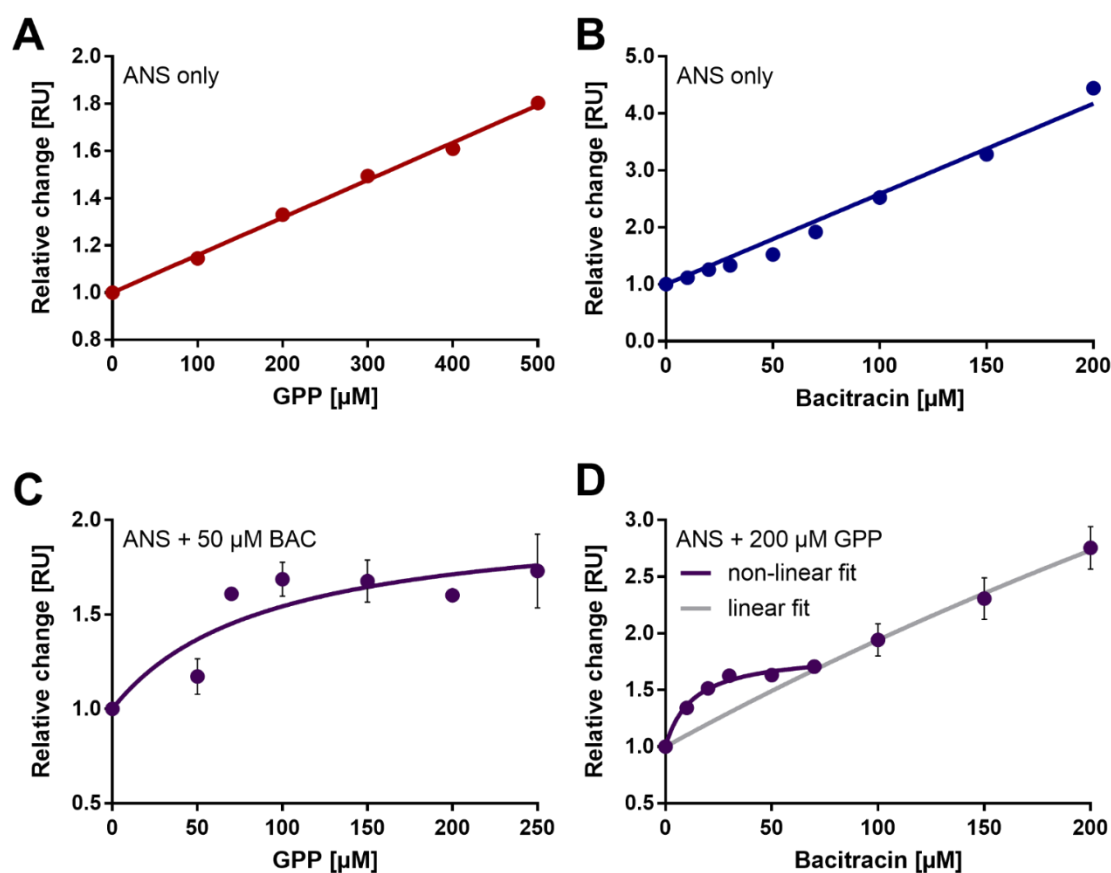 A
Relative change [RU]
2.0
1.8
1.6
1.4
1.2
1.0
0.8
ANS only
0 100 200 300 400 500
GPP [µM]
B
Relative change [RU]
5.0
4.0
3.0
2.0
1.0
0.0
ANS only
0 50 100 150 200
Bacitracin [µM]
C
Relative change [RU]
2.0
1.5
1.0
0.5
ANS + 50 µM BAC
0 50 100 150 200 250
GPP [µM]
D
Relative change [RU]
3.0
2.5
2.0
1.5
1.0
0.5
ANS + 200 µM GPP
non-linear fit
linear fit
0 50 100 150 200
Bacitracin [µM]